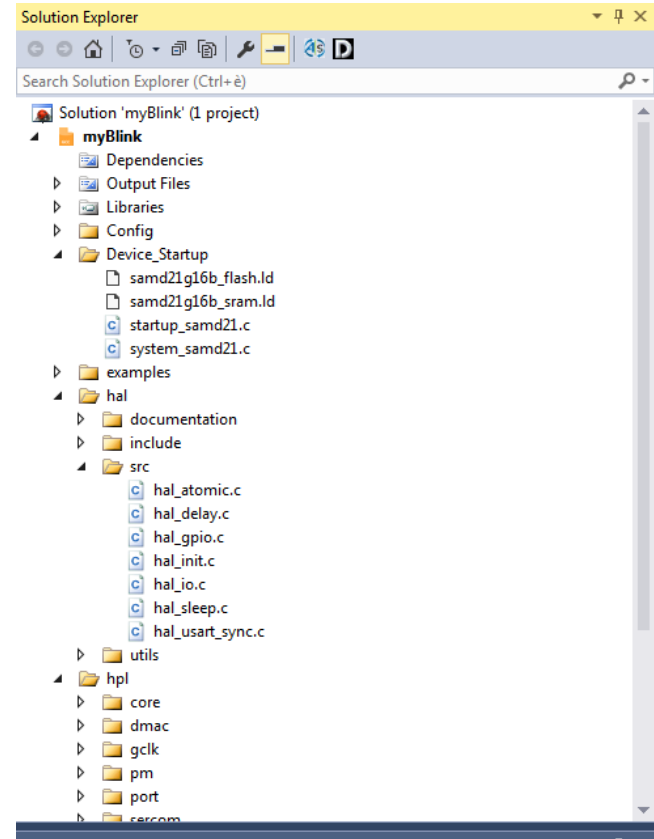 Solution Explorer
Search Solution Explorer (Ctrl+è)
Solution 'myBlink' (1 project)
myBlink
Dependencies
Output Files
Libraries
Config
Device_Startup
samd21g16b_flash.ld
samd21g16b_sram.ld
startup_samd21.c
system_samd21.c
examples
hal
documentation
include
src
hal_atomic.c
hal_delay.c
hal_gpio.c
hal_init.c
hal_io.c
hal_sleep.c
hal_usart_sync.c
utils
hpl
core
dmac
gclk
pm
port
sercom